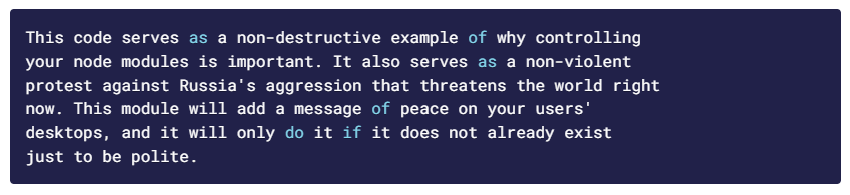 This code serves as a non-destructive example of why controlling
your node modules is important. It also serves as a non-violent
protest against Russia's aggression that threatens the world right
now. This module will add a message of peace on your users'
desktops, and it will only do it if it does not already exist
just to be polite.